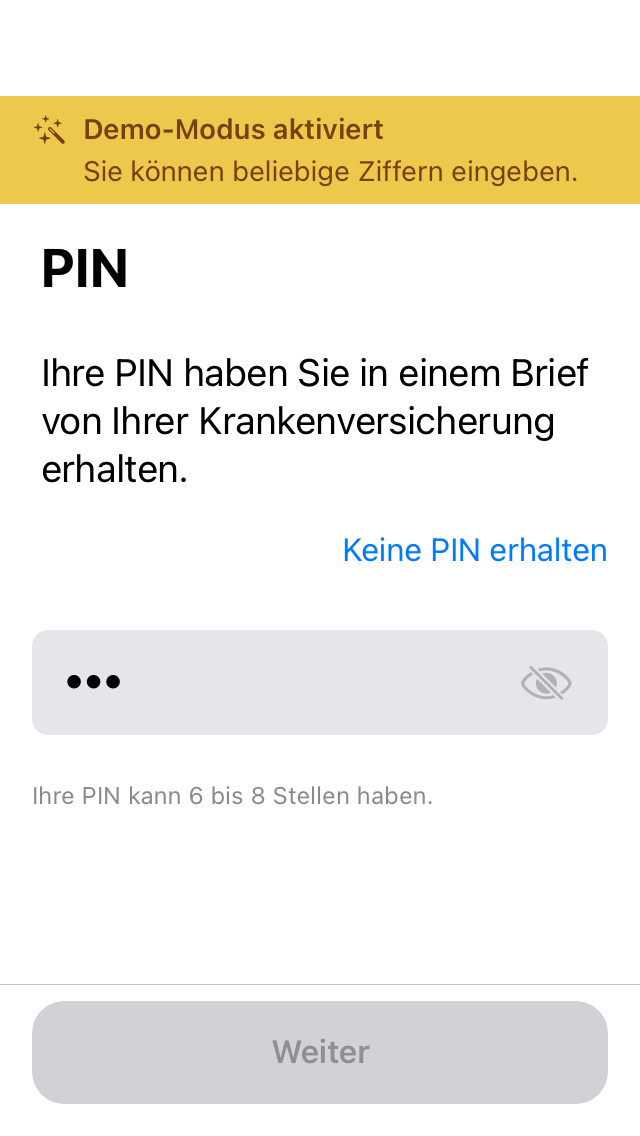 Demo-Modus aktiviert
Sie können beliebige Ziffern eingeben.
PIN
Ihre PIN haben Sie in einem Brief
von Ihrer Krankenversicherung
erhalten.
Keine PIN erhalten
•••
Ihre PIN kann 6 bis 8 Stellen haben.
Weiter